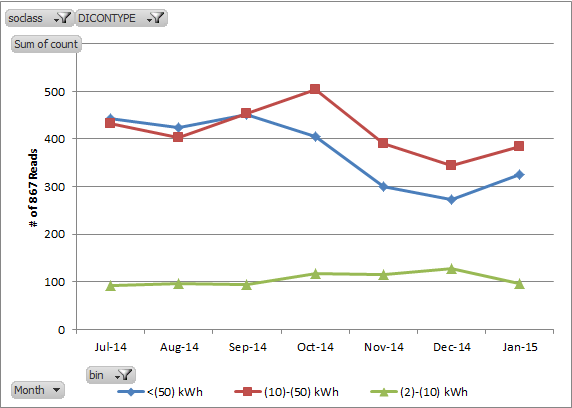 soclass DICONTYPE
Sum of count
# of 867 Reads
500
400
300
200
100
0
Jul-14 Aug-14 Sep-14 Oct-14 Nov-14 Dec-14 Jan-15
bin
Month
<(50) kWh (10)-(50) kWh (2)-(10) kWh